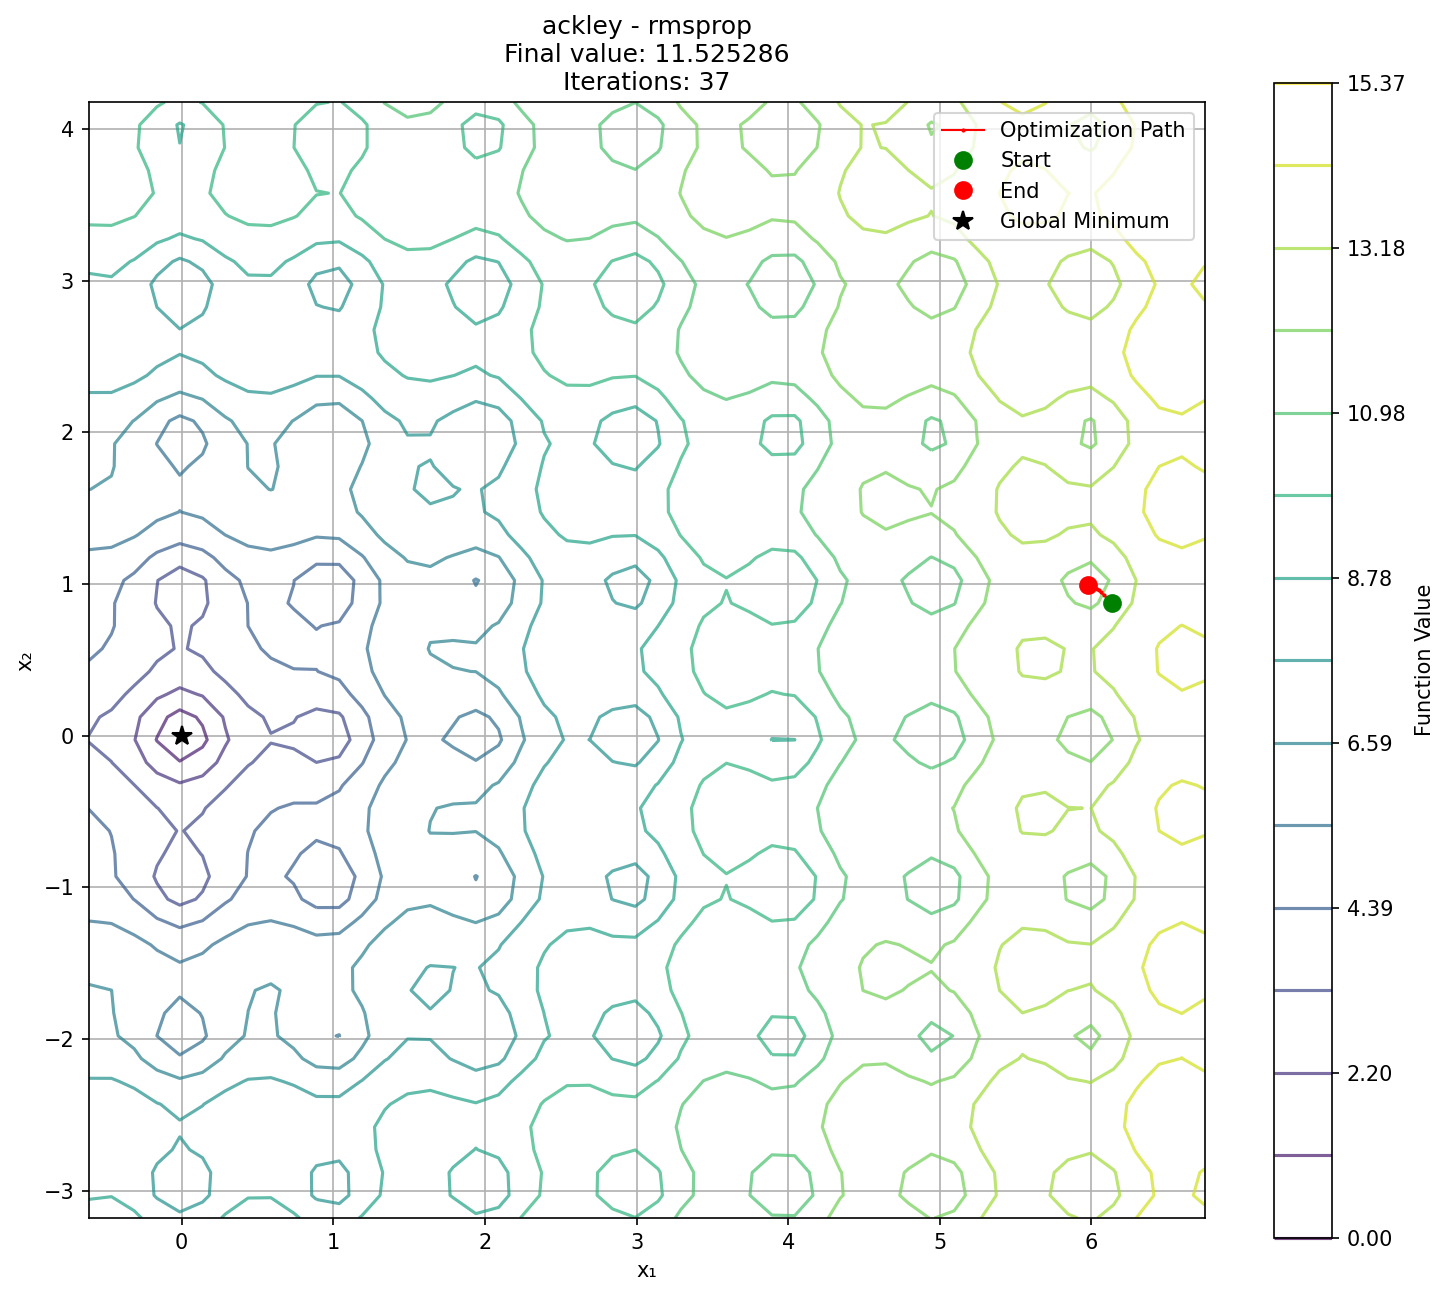 ackley - rmsprop
Final value: 11.525286
Iterations: 37
Optimization Path
Start
End
Global Minimum
4
3
2
1
0
−1
−2
−3
x₂
0
1
2
3
4
5
6
x₁
15.37
13.18
10.98
8.78
6.59
4.39
2.20
0.00
Function Value